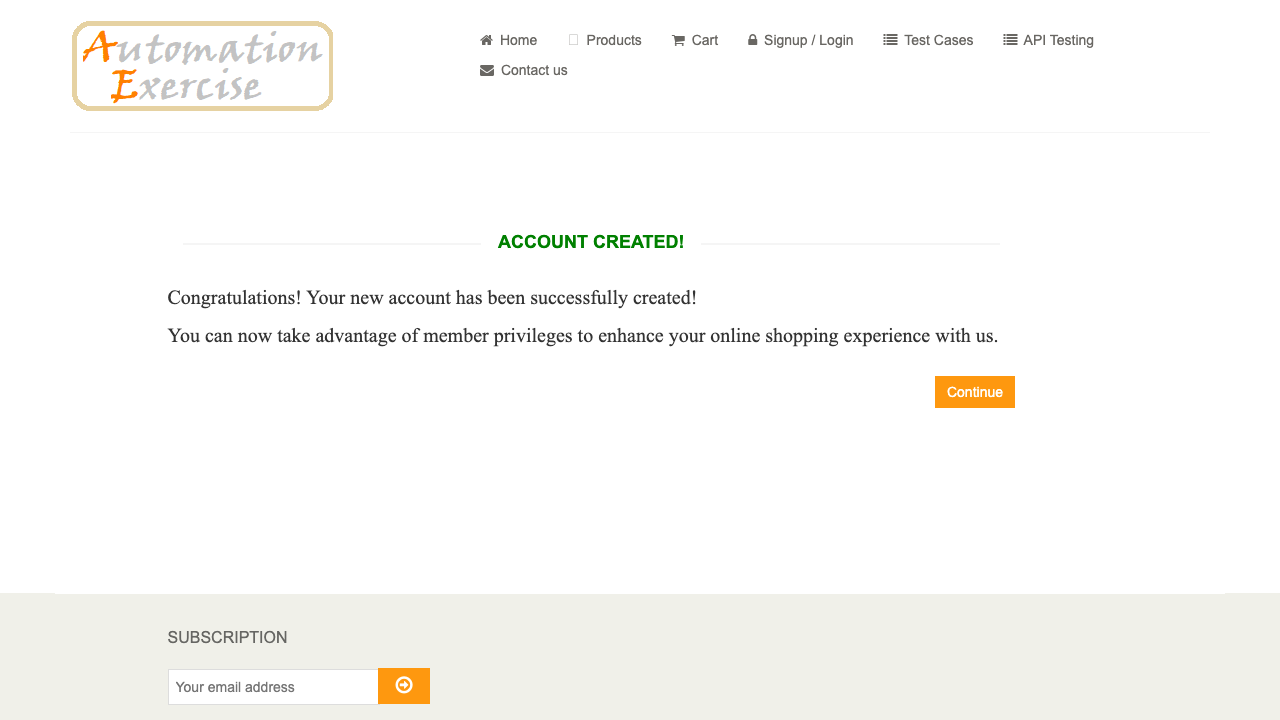 Automation
Exercise
Home
Products
Cart
Signup / Login
Test Cases
API Testing
Contact us
ACCOUNT CREATED!
Congratulations! Your new account has been successfully created!
You can now take advantage of member privileges to enhance your online shopping experience with us.
Continue
SUBSCRIPTION
Your email address